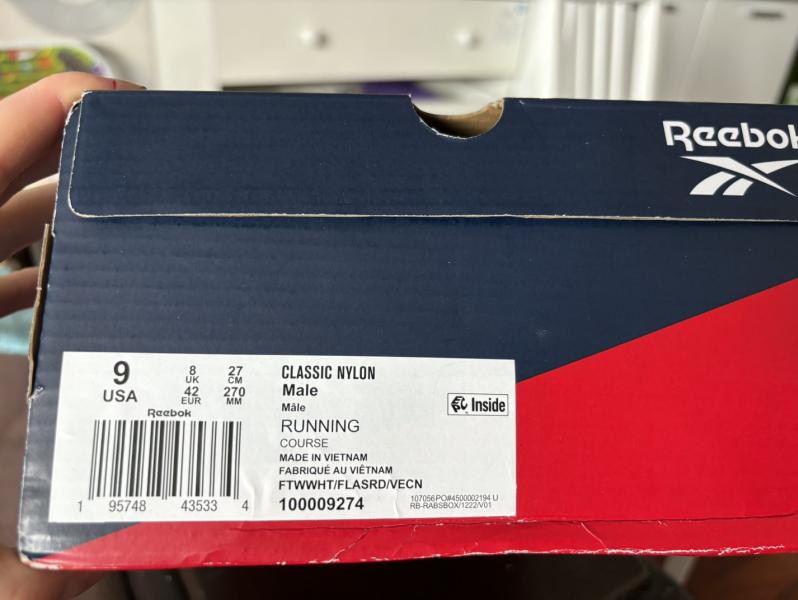 Reebok
9
USA
8
UK
42
EUR
27
CM
270
MM
Reebok
1 95748 43533 4
CLASSIC NYLON
Male
Mâle
RUNNING
COURSE
MADE IN VIETNAM
FABRIQUÉ AU VIÊTNAM
FTWWHT/FLASRD/VECN
100009274
Inside
107056PO#4500002194 U
RB-RABSBOX/1222/V01